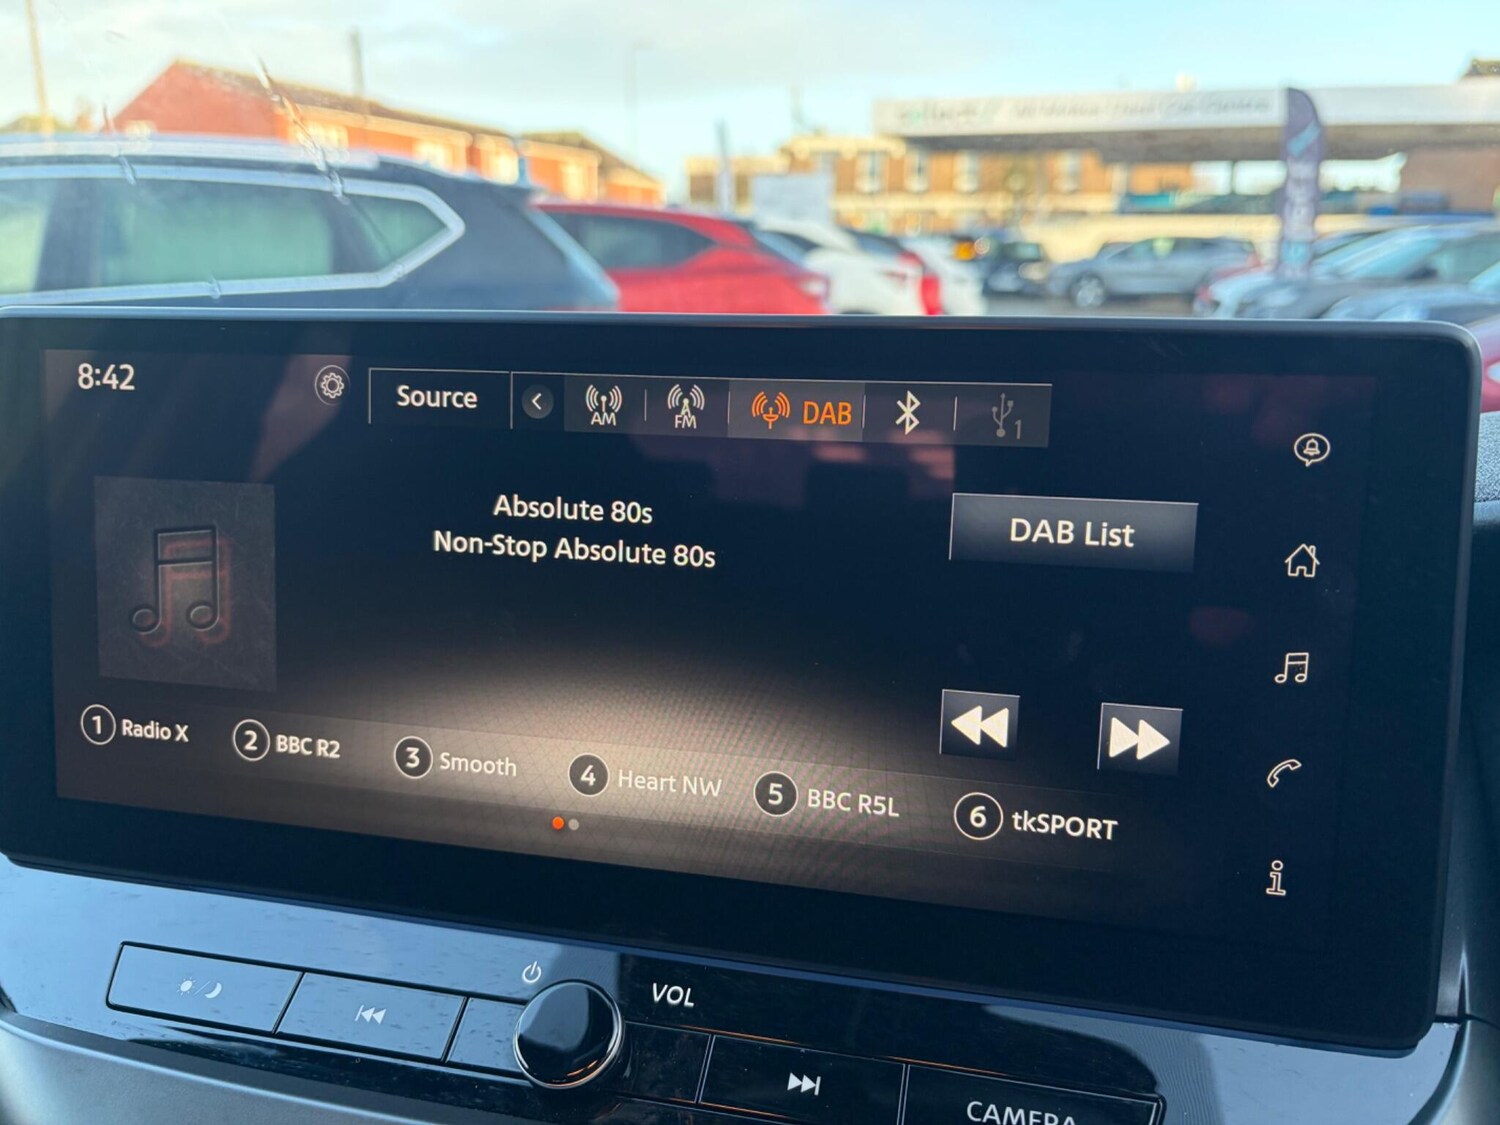 8:42
Source
AM
FM
DAB
1
Absolute 80s
Non-Stop Absolute 80s
DAB List
1 Radio X
2 BBC R2
3 Smooth
4 Heart NW
5 BBC R5L
6 tkSPORT
VOL
CAMERA